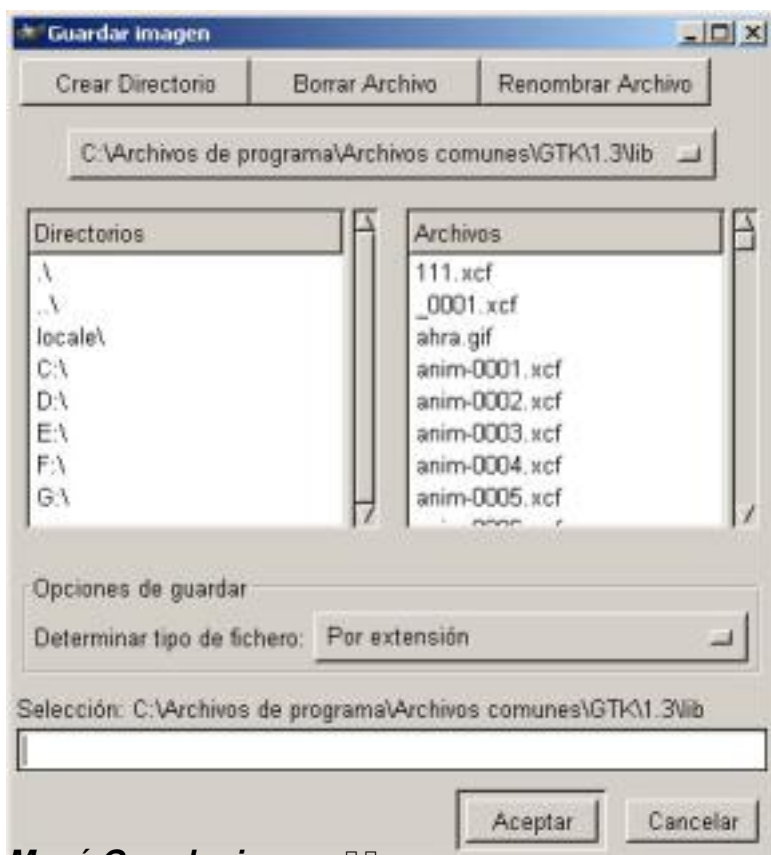 Guardar imagen
Crear Directorio Borrar Archivo Renombrar Archivo
C:\Archivos de programa\Archivos comunes\GTK\1.3\lib
Directorios
.\
..\
locale\
C:\
D:\
E:\
F:\
G:\
Archivos
111.xcf
_0001.xcf
ahra.gif
anim-0001.xcf
anim-0002.xcf
anim-0003.xcf
anim-0004.xcf
anim-0005.xcf
Opciones de guardar
Determinar tipo de fichero: Por extensión
Selección: C:\Archivos de programa\Archivos comunes\GTK\1.3\lib
Aceptar Cancelar